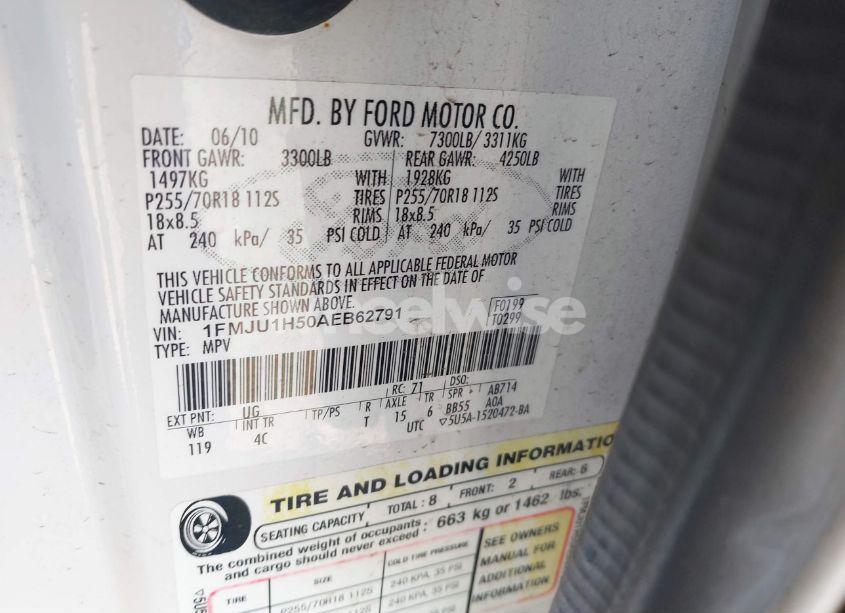 MFD. BY FORD MOTOR CO.
DATE: 06/10 GVWR: 7300LB/ 3311KG
FRONT GAWR: 3300LB REAR GAWR: 4250LB
1497KG WITH 1928KG WITH
P255/70R18 112S TIRES P255/70R18 112S TIRES
18x8.5 RIMS 18x8.5 RIMS
AT 240 kPa/ 35 PSI COLD AT 240 kPa/ 35 PSI COLD
THIS VEHICLE CONFORMS TO ALL APPLICABLE FEDERAL MOTOR
VEHICLE SAFETY STANDARDS IN EFFECT ON THE DATE OF
MANUFACTURE SHOWN ABOVE.
VIN: 1FMJU1H50AEB62791 F0199
TYPE: MPV T0299
EXT PNT: UG RC: 71 DSO:
WB INT TR TP/PS R AXLE TR SPR AB714
119 4C T 15 6 BB55 A0A
UTC ▽5U5A-1520472-BA
TIRE AND LOADING INFORMATION
SEATING CAPACITY TOTAL: 8 FRONT: 2 REAR: 6
The combined weight of occupants
and cargo should never exceed : 663 kg or 1462 lbs.
TIRE SIZE COLD TIRE PRESSURE
P255/70R18 112S 240 KPA, 35 PSI
240 KPA, 35 PSI
SEE OWNERS
MANUAL FOR
ADDITIONAL
INFORMATION